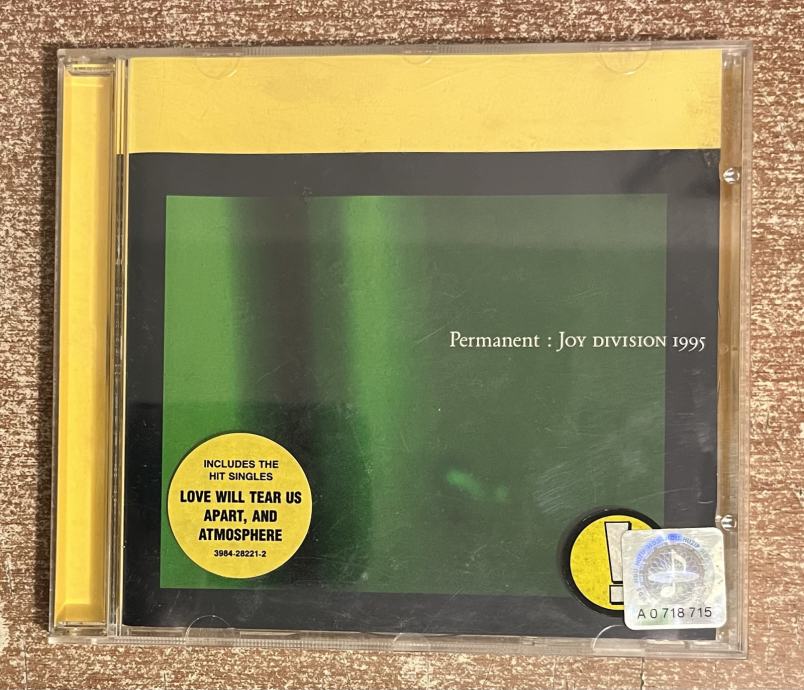 Permanent : JOY DIVISION 1995
INCLUDES THE
HIT SINGLES
LOVE WILL TEAR US
APART, AND
ATMOSPHERE
3984-28221-2
!
A 0 718 715